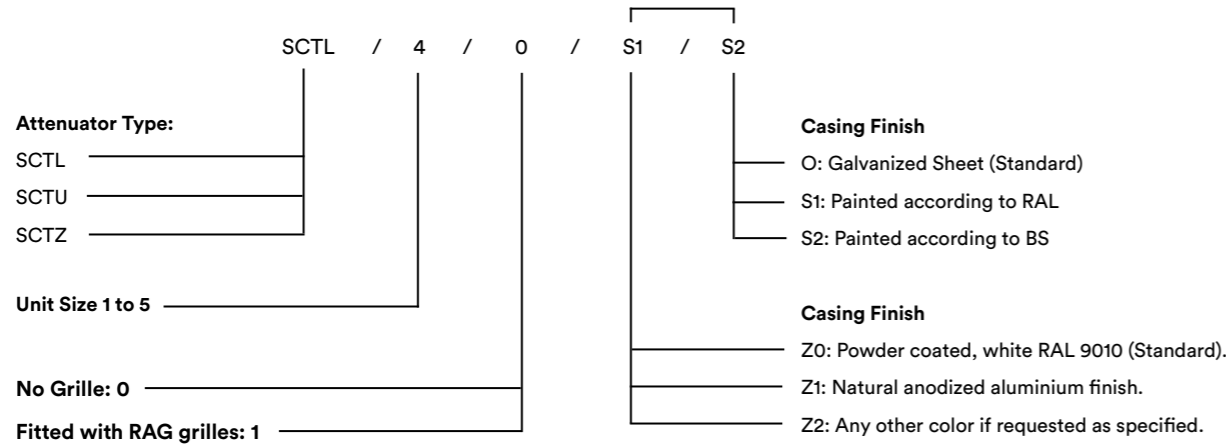 SCTL / 4 / 0 / S1 / S2
Attenuator Type:
SCTL
SCTU
SCTZ
Unit Size 1 to 5
No Grille: 0
Fitted with RAG grilles: 1
Casing Finish
O: Galvanized Sheet (Standard)
S1: Painted according to RAL
S2: Painted according to BS
Casing Finish
Z0: Powder coated, white RAL 9010 (Standard).
Z1: Natural anodized aluminium finish.
Z2: Any other color if requested as specified.